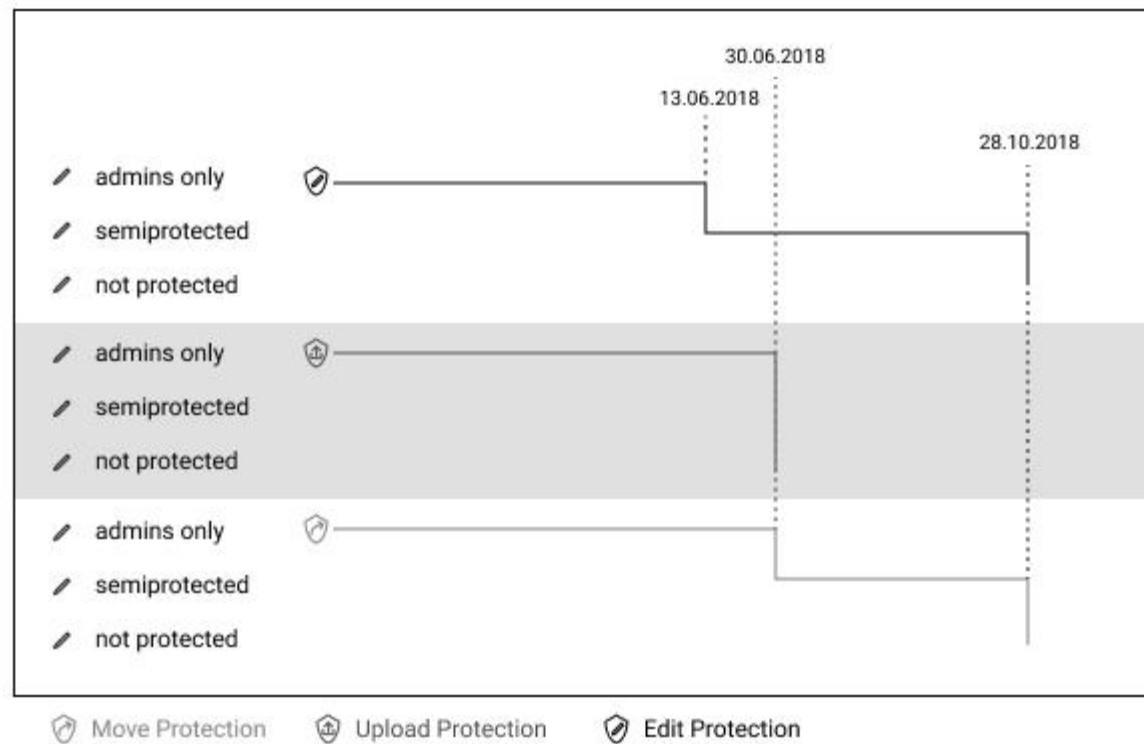 30.06.2018
13.06.2018
28.10.2018
admins only
semiprotected
not protected
admins only
semiprotected
not protected
admins only
semiprotected
not protected
Move Protection Upload Protection Edit Protection